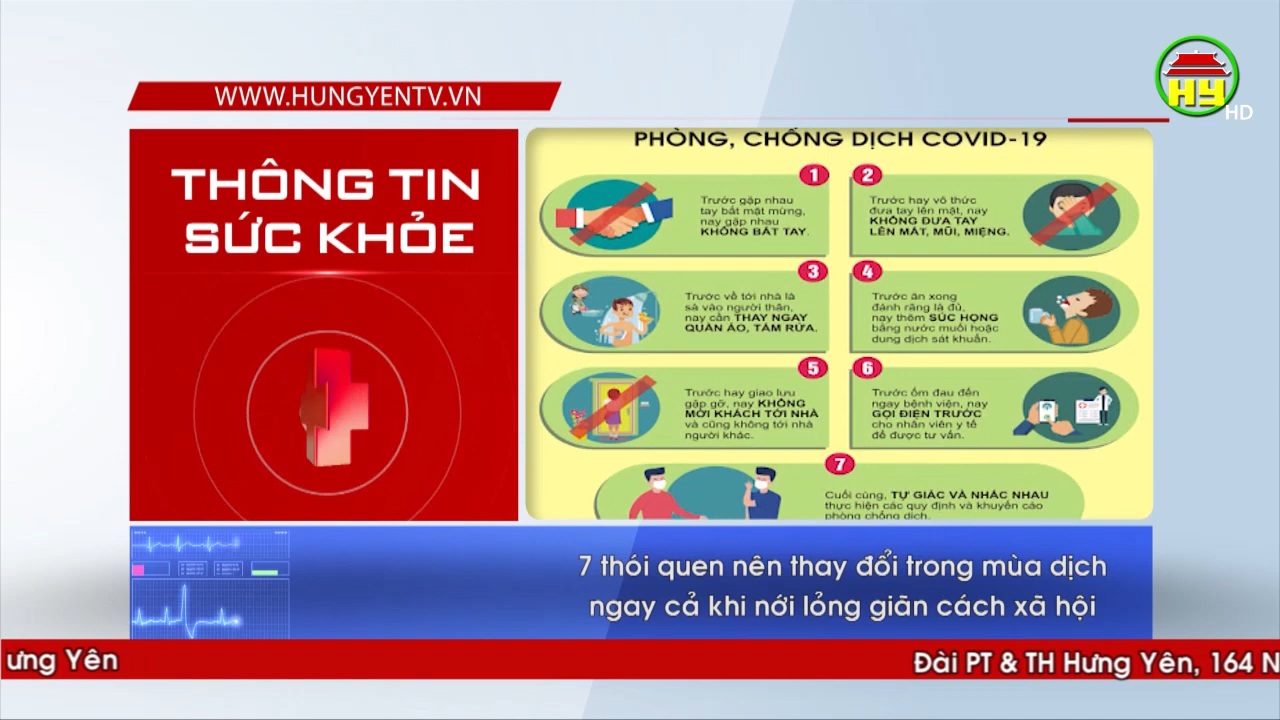 WWW.HUNGYENTV.VN
HY
HD
THÔNG TIN
SỨC KHỎE
PHÒNG, CHỐNG DỊCH COVID-19
1
Trước gặp nhau
tay bắt mặt mừng,
nay gặp nhau
KHÔNG BẮT TAY.
2
Trước hay vô thức
đưa tay lên mặt, nay
KHÔNG ĐƯA TAY
LÊN MẮT, MŨI, MIỆNG.
3
Trước về tới nhà là
sà vào người thân,
nay cần THAY NGAY
QUẦN ÁO, TẮM RỬA.
4
Trước ăn xong
đánh răng là đủ,
nay thêm SÚC HỌNG
bằng nước muối hoặc
dung dịch sát khuẩn.
5
Trước hay giao lưu
gặp gỡ, nay KHÔNG
MỜI KHÁCH TỚI NHÀ
và cũng không tới nhà
người khác.
6
Trước ốm đau đến
ngay bệnh viện, nay
GỌI ĐIỆN TRƯỚC
cho nhân viên y tế
để được tư vấn.
7
Cuối cùng, TỰ GIÁC VÀ NHẮC NHAU
thực hiện các quy định và khuyến cáo
phòng chống dịch.
7 thói quen nên thay đổi trong mùa dịch
ngay cả khi nới lỏng giãn cách xã hội
ưng Yên
Đài PT & TH Hưng Yên, 164 N